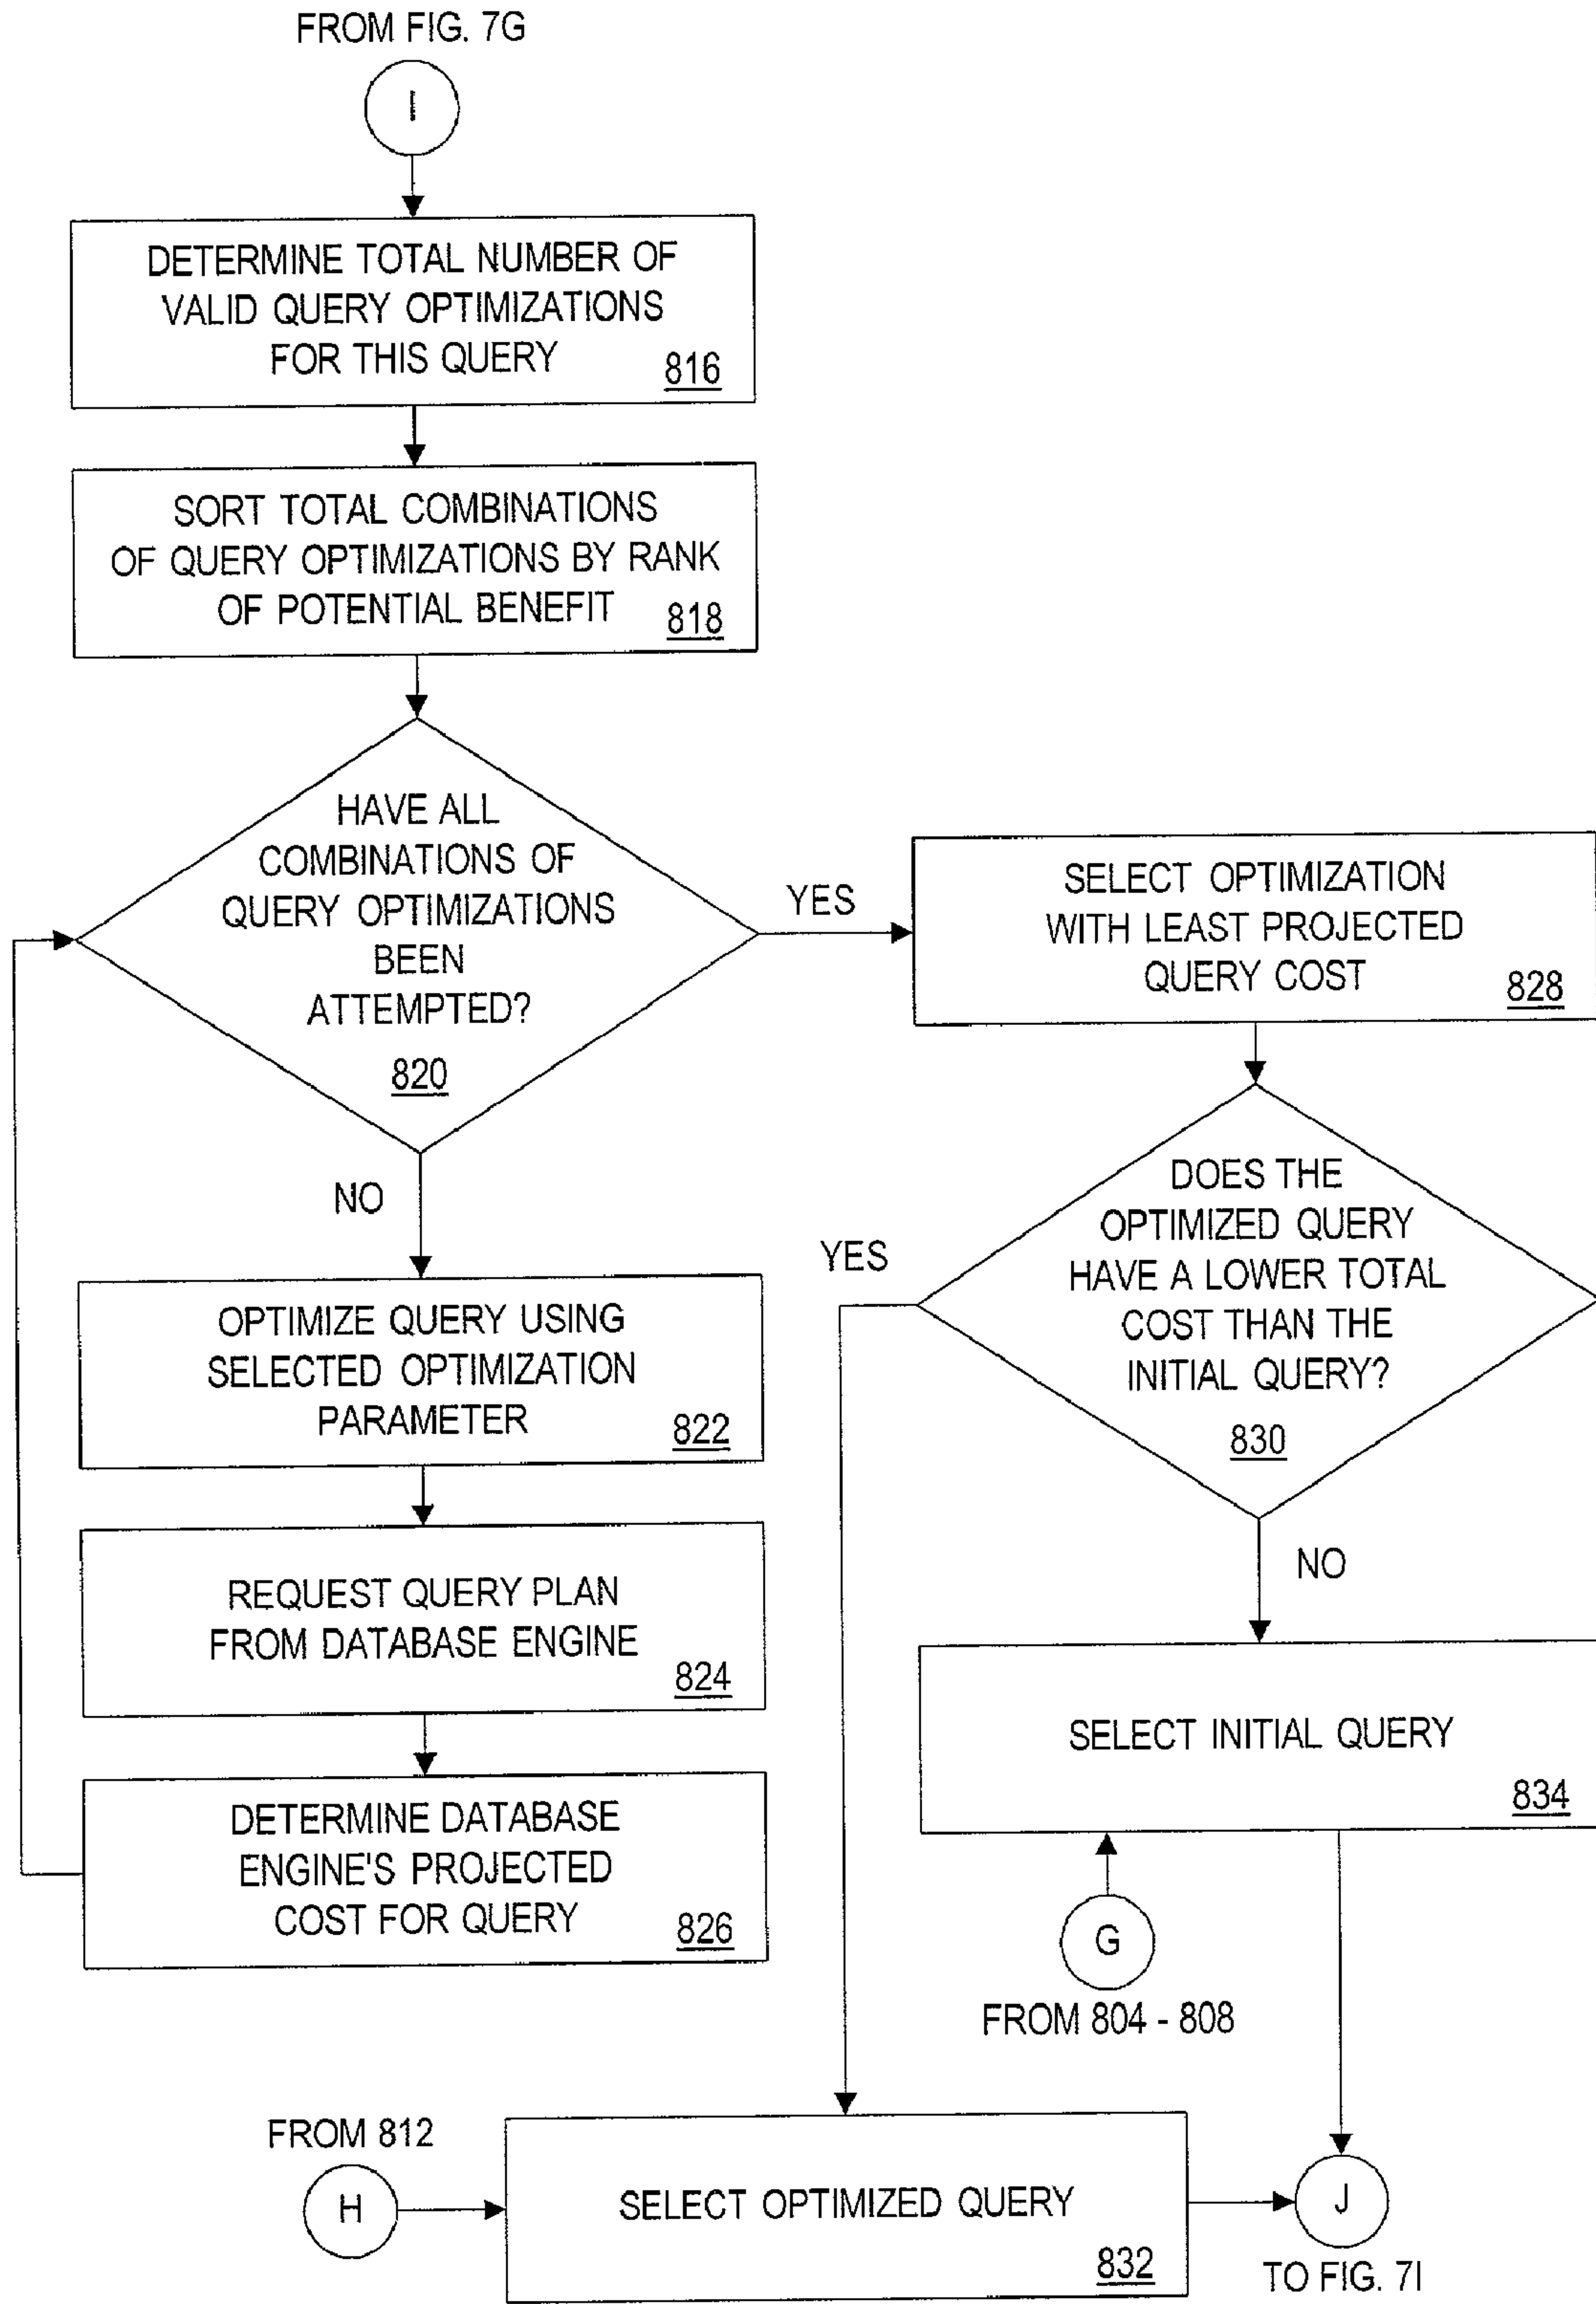 FROM FIG. 7G
I
DETERMINE TOTAL NUMBER OF
VALID QUERY OPTIMIZATIONS
FOR THIS QUERY
816
SORT TOTAL COMBINATIONS
OF QUERY OPTIMIZATIONS BY RANK
OF POTENTIAL BENEFIT
818
HAVE ALL
COMBINATIONS OF
QUERY OPTIMIZATIONS
BEEN
ATTEMPTED?
820
YES
NO
OPTIMIZE QUERY USING
SELECTED OPTIMIZATION
PARAMETER
822
REQUEST QUERY PLAN
FROM DATABASE ENGINE
824
DETERMINE DATABASE
ENGINE'S PROJECTED
COST FOR QUERY
826
SELECT OPTIMIZATION
WITH LEAST PROJECTED
QUERY COST
828
DOES THE
OPTIMIZED QUERY
HAVE A LOWER TOTAL
COST THAN THE
INITIAL QUERY?
830
YES
NO
SELECT INITIAL QUERY
834
G
FROM 804 - 808
FROM 812
H
SELECT OPTIMIZED QUERY
832
J
TO FIG. 7I